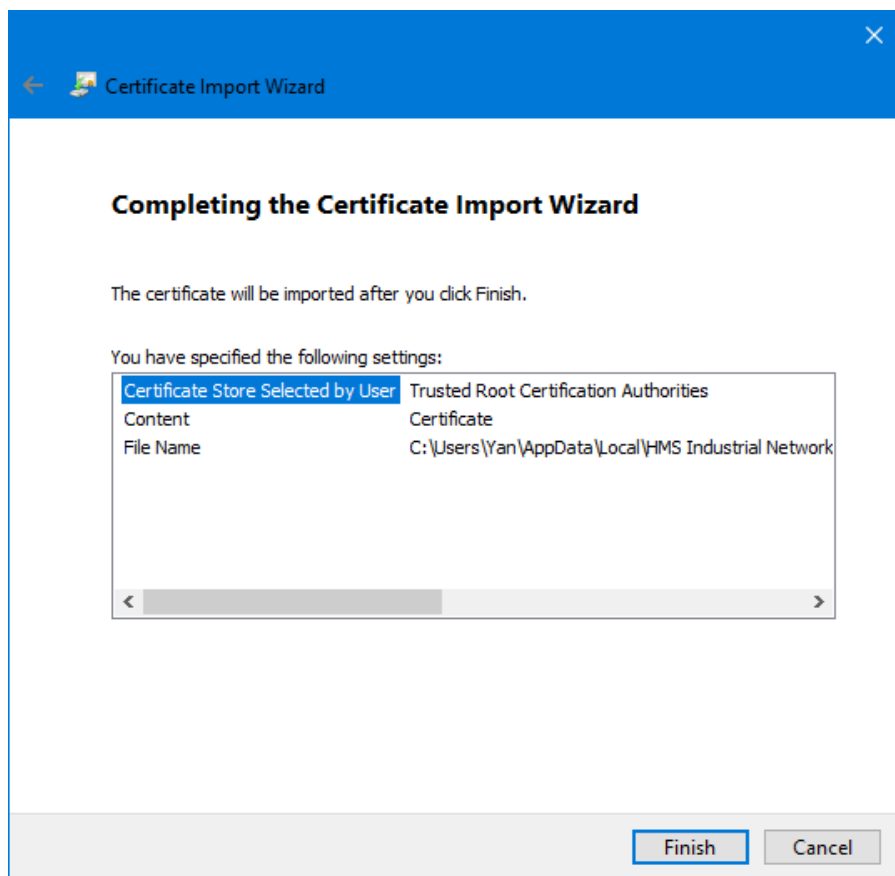 Certificate Import Wizard
Completing the Certificate Import Wizard
The certificate will be imported after you click Finish.
You have specified the following settings:
Certificate Store Selected by User Trusted Root Certification Authorities
Content Certificate
File Name C:\Users\Yan\AppData\Local\HMS Industrial Network
Finish Cancel